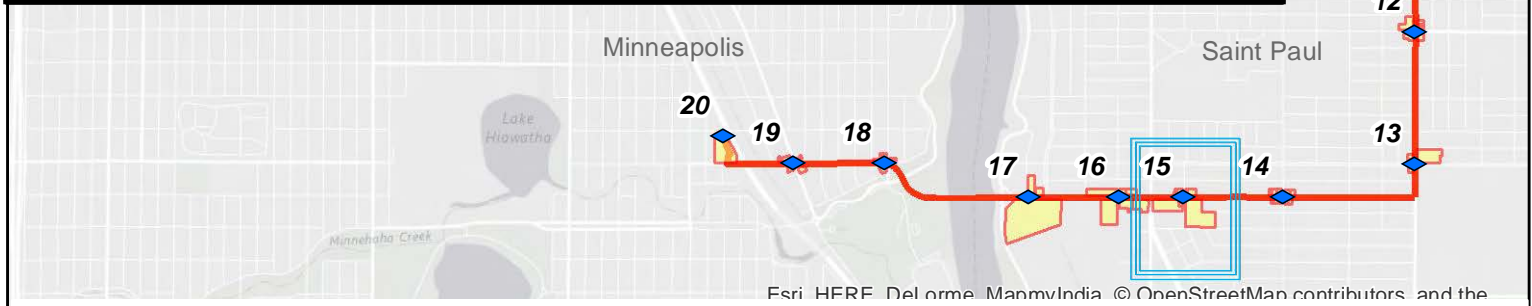 12
Minneapolis
Saint Paul
Lake
Hiawatha
20
19
18
17
16
15
14
13
Minnehaha Creek
Esri, HERE, DeLorme, MapmyIndia, © OpenStreetMap contributors, and the